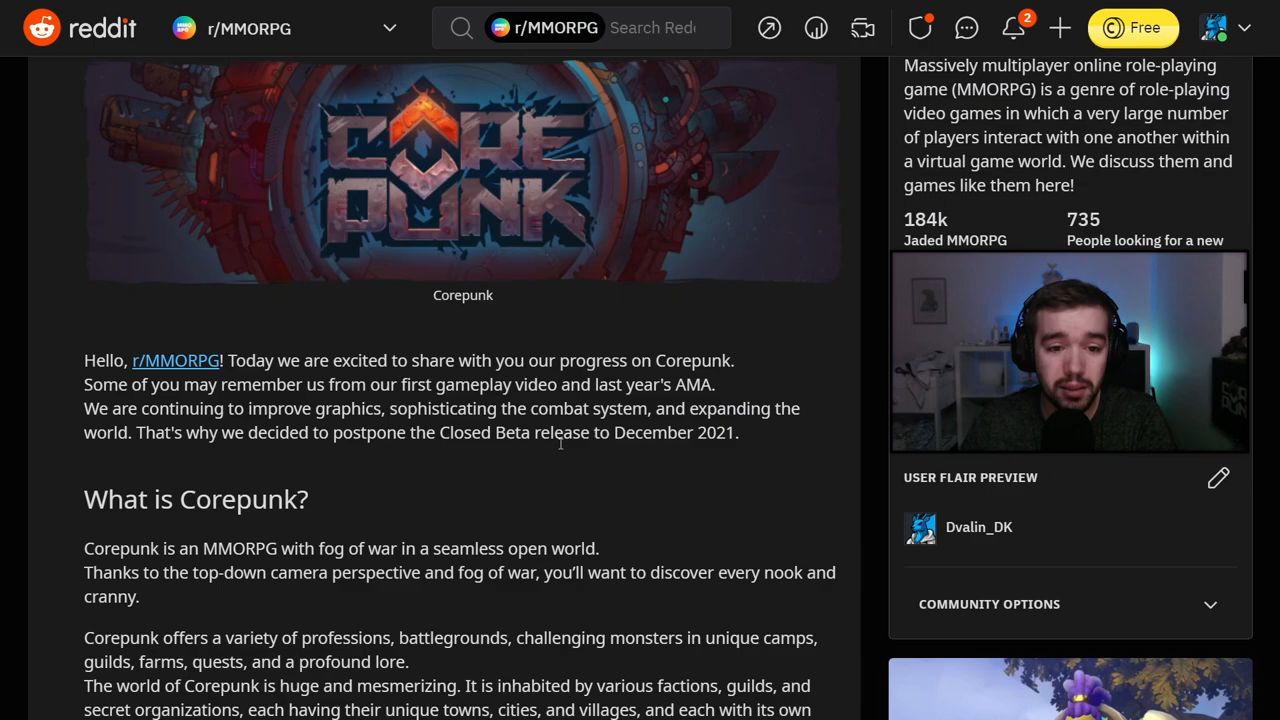 reddit r/MMORPG r/MMORPG Search Red 2 Free
CORE
PUNK
Corepunk
Hello, r/MMORPG! Today we are excited to share with you our progress on Corepunk.
Some of you may remember us from our first gameplay video and last year's AMA.
We are continuing to improve graphics, sophisticating the combat system, and expanding the
world. That's why we decided to postpone the Closed Beta release to December 2021.
What is Corepunk?
Corepunk is an MMORPG with fog of war in a seamless open world.
Thanks to the top-down camera perspective and fog of war, you’ll want to discover every nook and
cranny.
Corepunk offers a variety of professions, battlegrounds, challenging monsters in unique camps,
guilds, farms, quests, and a profound lore.
The world of Corepunk is huge and mesmerizing. It is inhabited by various factions, guilds, and
secret organizations, each having their unique towns, cities, and villages, and each with its own
Massively multiplayer online role-playing
game (MMORPG) is a genre of role-playing
video games in which a very large number
of players interact with one another within
a virtual game world. We discuss them and
games like them here!
184k 735
Jaded MMORPG People looking for a new
USER FLAIR PREVIEW
Dvalin_DK
COMMUNITY OPTIONS